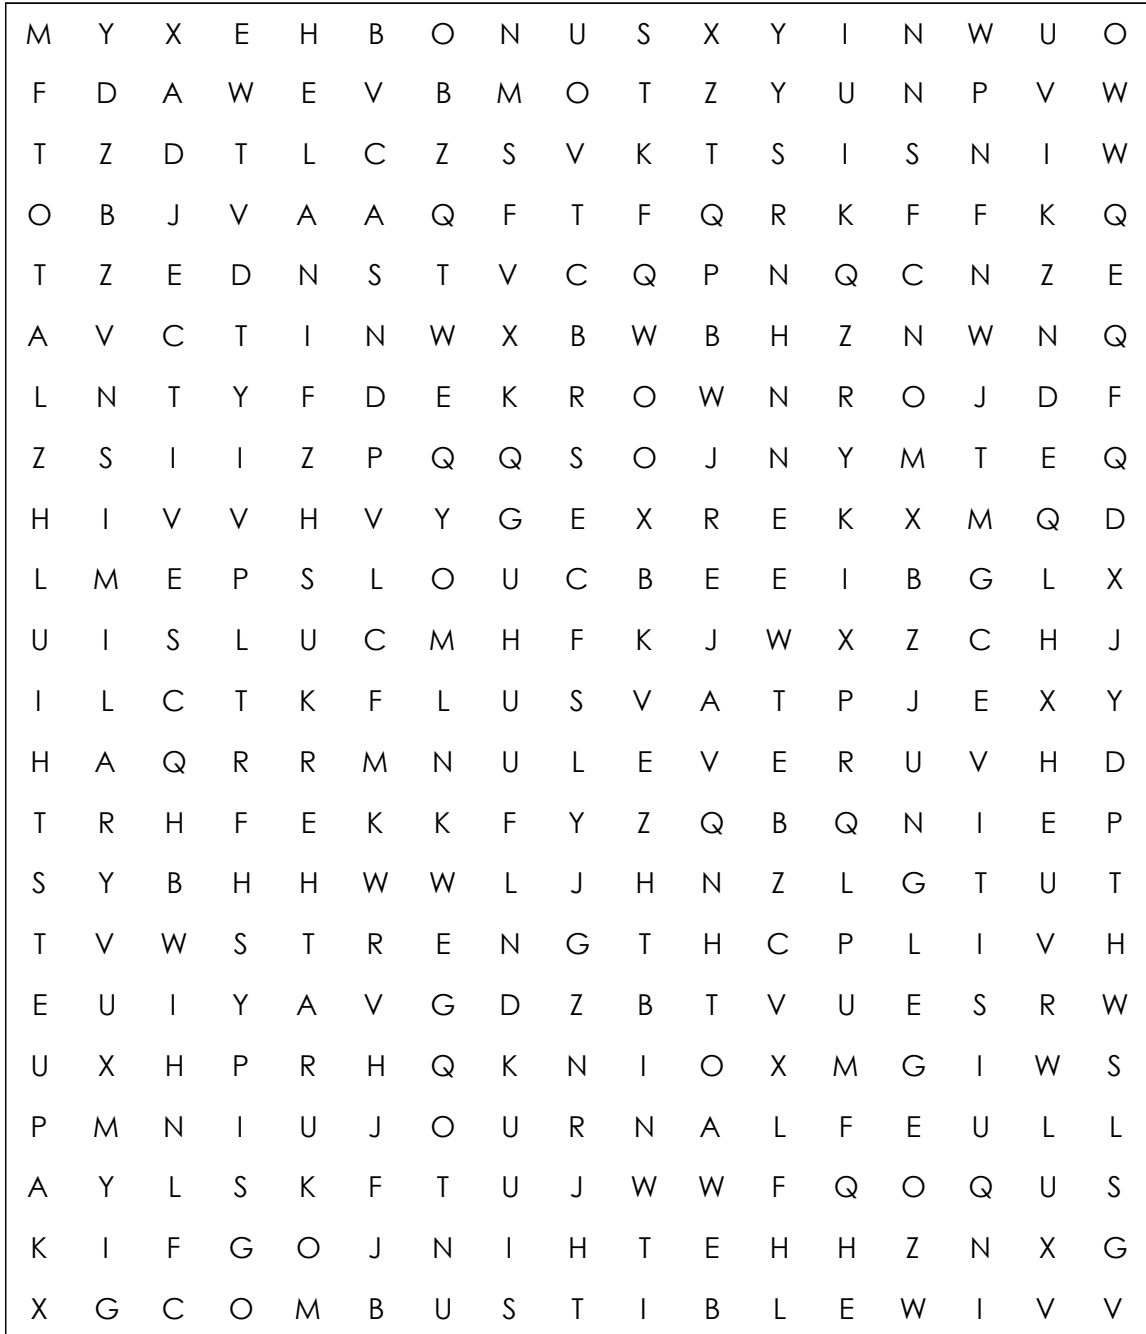 M Y X E H B O N U S X Y I N W U O
F D A W E V B M O T Z Y U N P V W
T Z D T L C Z S V K T S I S N I W
O B J V A A Q F T F Q R K F F K Q
T Z E D N S T V C Q P N Q C N Z E
A V C T I N W X B W B H Z N W N Q
L N T Y F D E K R O W N R O J D F
Z S I I Z P Q Q S O J N Y M T E Q
H I V V H V Y G E X R E K X M Q D
L M E P S L O U C B E E I B G L X
U I S L U C M H F K J W X Z C H J
I L C T K F L U S V A T P J E X Y
H A Q R R M N U L E V E R U V H D
T R H F E K K F Y Z Q B Q N I E P
S Y B H H W W L J H N Z L G T U T
T V W S T R E N G T H C P L I V H
E U I Y A V G D Z B T V U E S R W
U X H P R H Q K N I O X M G I W S
P M N I U J O U R N A L F E U L L
A Y L S K F T U J W W F Q O Q U S
K I F G O J N I H T E H H Z N X G
X G C O M B U S T I B L E W I V V